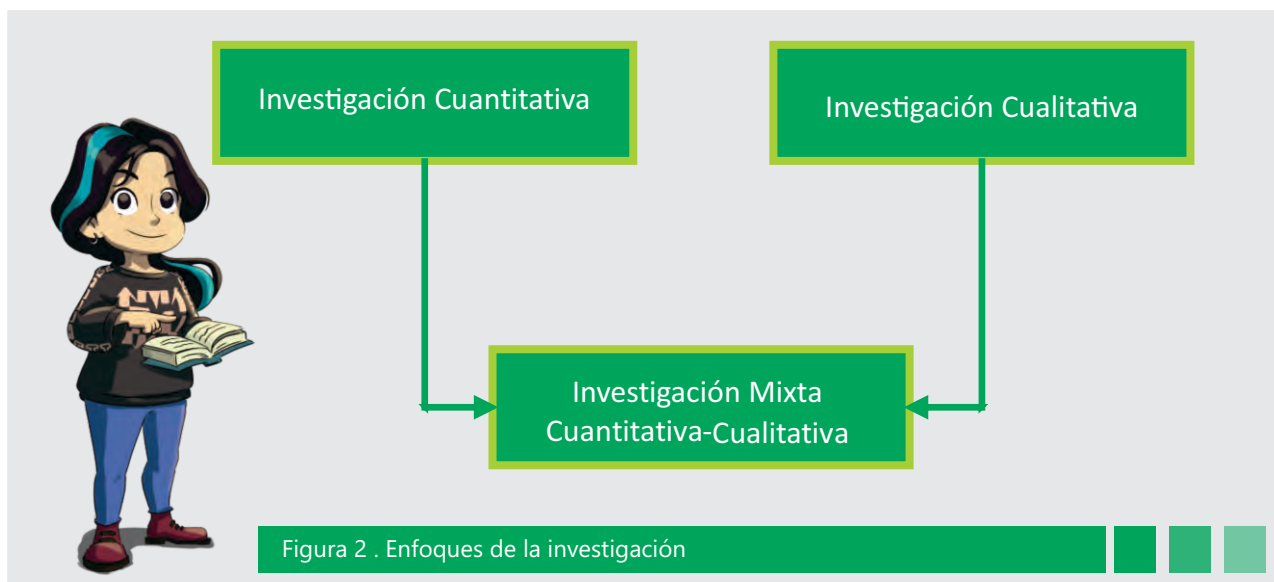 Investigación Cuantitativa
Investigación Cualitativa
Investigación Mixta
Cuantitativa-Cualitativa
Figura 2 . Enfoques de la investigación